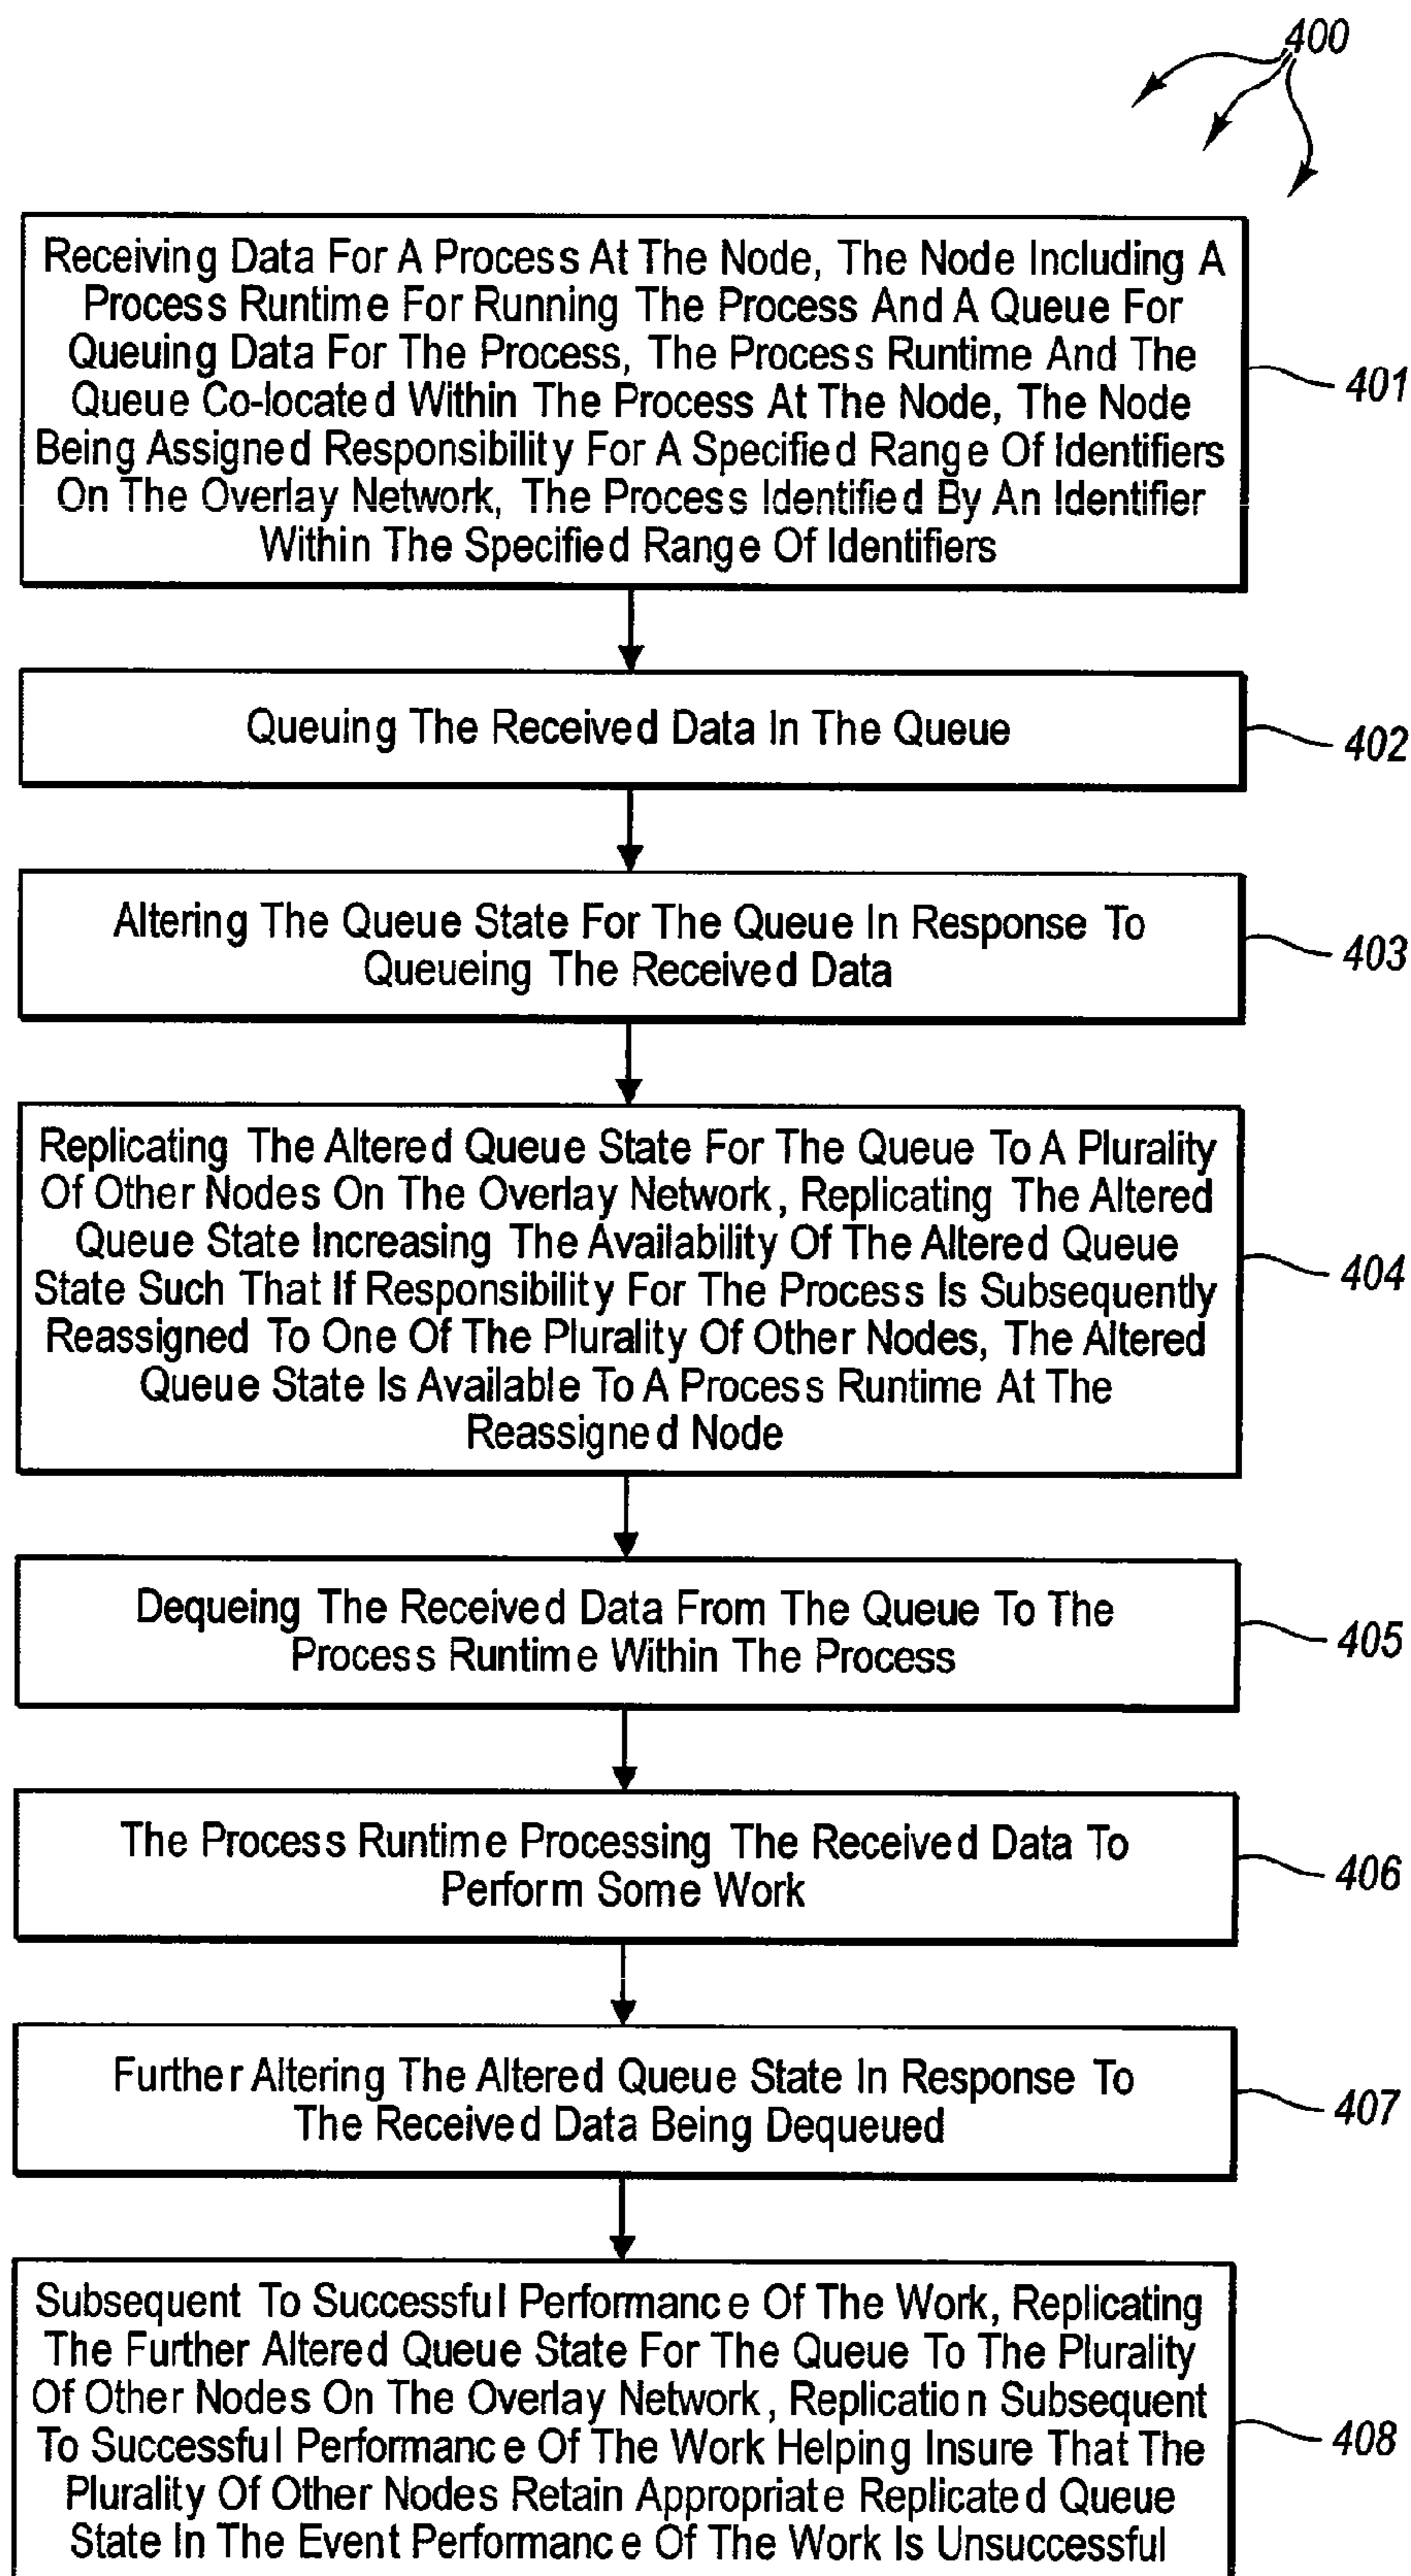 400
Receiving Data For A Process At The Node, The Node Including A
Process Runtime For Running The Process And A Queue For
Queuing Data For The Process, The Process Runtime And The
Queue Co-located Within The Process At The Node, The Node
Being Assigned Responsibility For A Specified Range Of Identifiers
On The Overlay Network, The Process Identified By An Identifier
Within The Specified Range Of Identifiers
401
Queuing The Received Data In The Queue
402
Altering The Queue State For The Queue In Response To
Queueing The Received Data
403
Replicating The Altered Queue State For The Queue To A Plurality
Of Other Nodes On The Overlay Network, Replicating The Altered
Queue State Increasing The Availability Of The Altered Queue
State Such That If Responsibility For The Process Is Subsequently
Reassigned To One Of The Plurality Of Other Nodes, The Altered
Queue State Is Available To A Process Runtime At The
Reassigned Node
404
Dequeing The Received Data From The Queue To The
Process Runtime Within The Process
405
The Process Runtime Processing The Received Data To
Perform Some Work
406
Further Altering The Altered Queue State In Response To
The Received Data Being Dequeued
407
Subsequent To Successful Performance Of The Work, Replicating
The Further Altered Queue State For The Queue To The Plurality
Of Other Nodes On The Overlay Network, Replication Subsequent
To Successful Performance Of The Work Helping Insure That The
Plurality Of Other Nodes Retain Appropriate Replicated Queue
State In The Event Performance Of The Work Is Unsuccessful
408